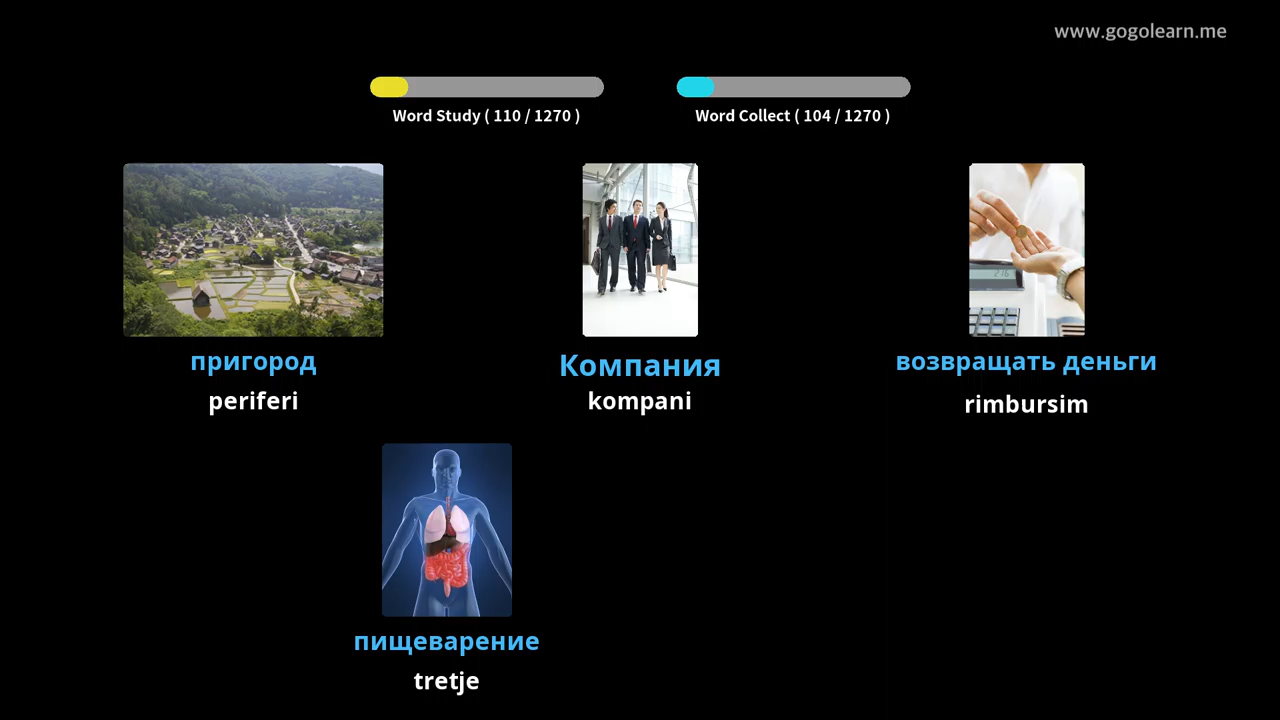 www.gogolearn.me
Word Study ( 110 / 1270 )
Word Collect ( 104 / 1270 )
пригород
periferi
Компания
kompani
возвращать деньги
rimbursim
пищеварение
tretje